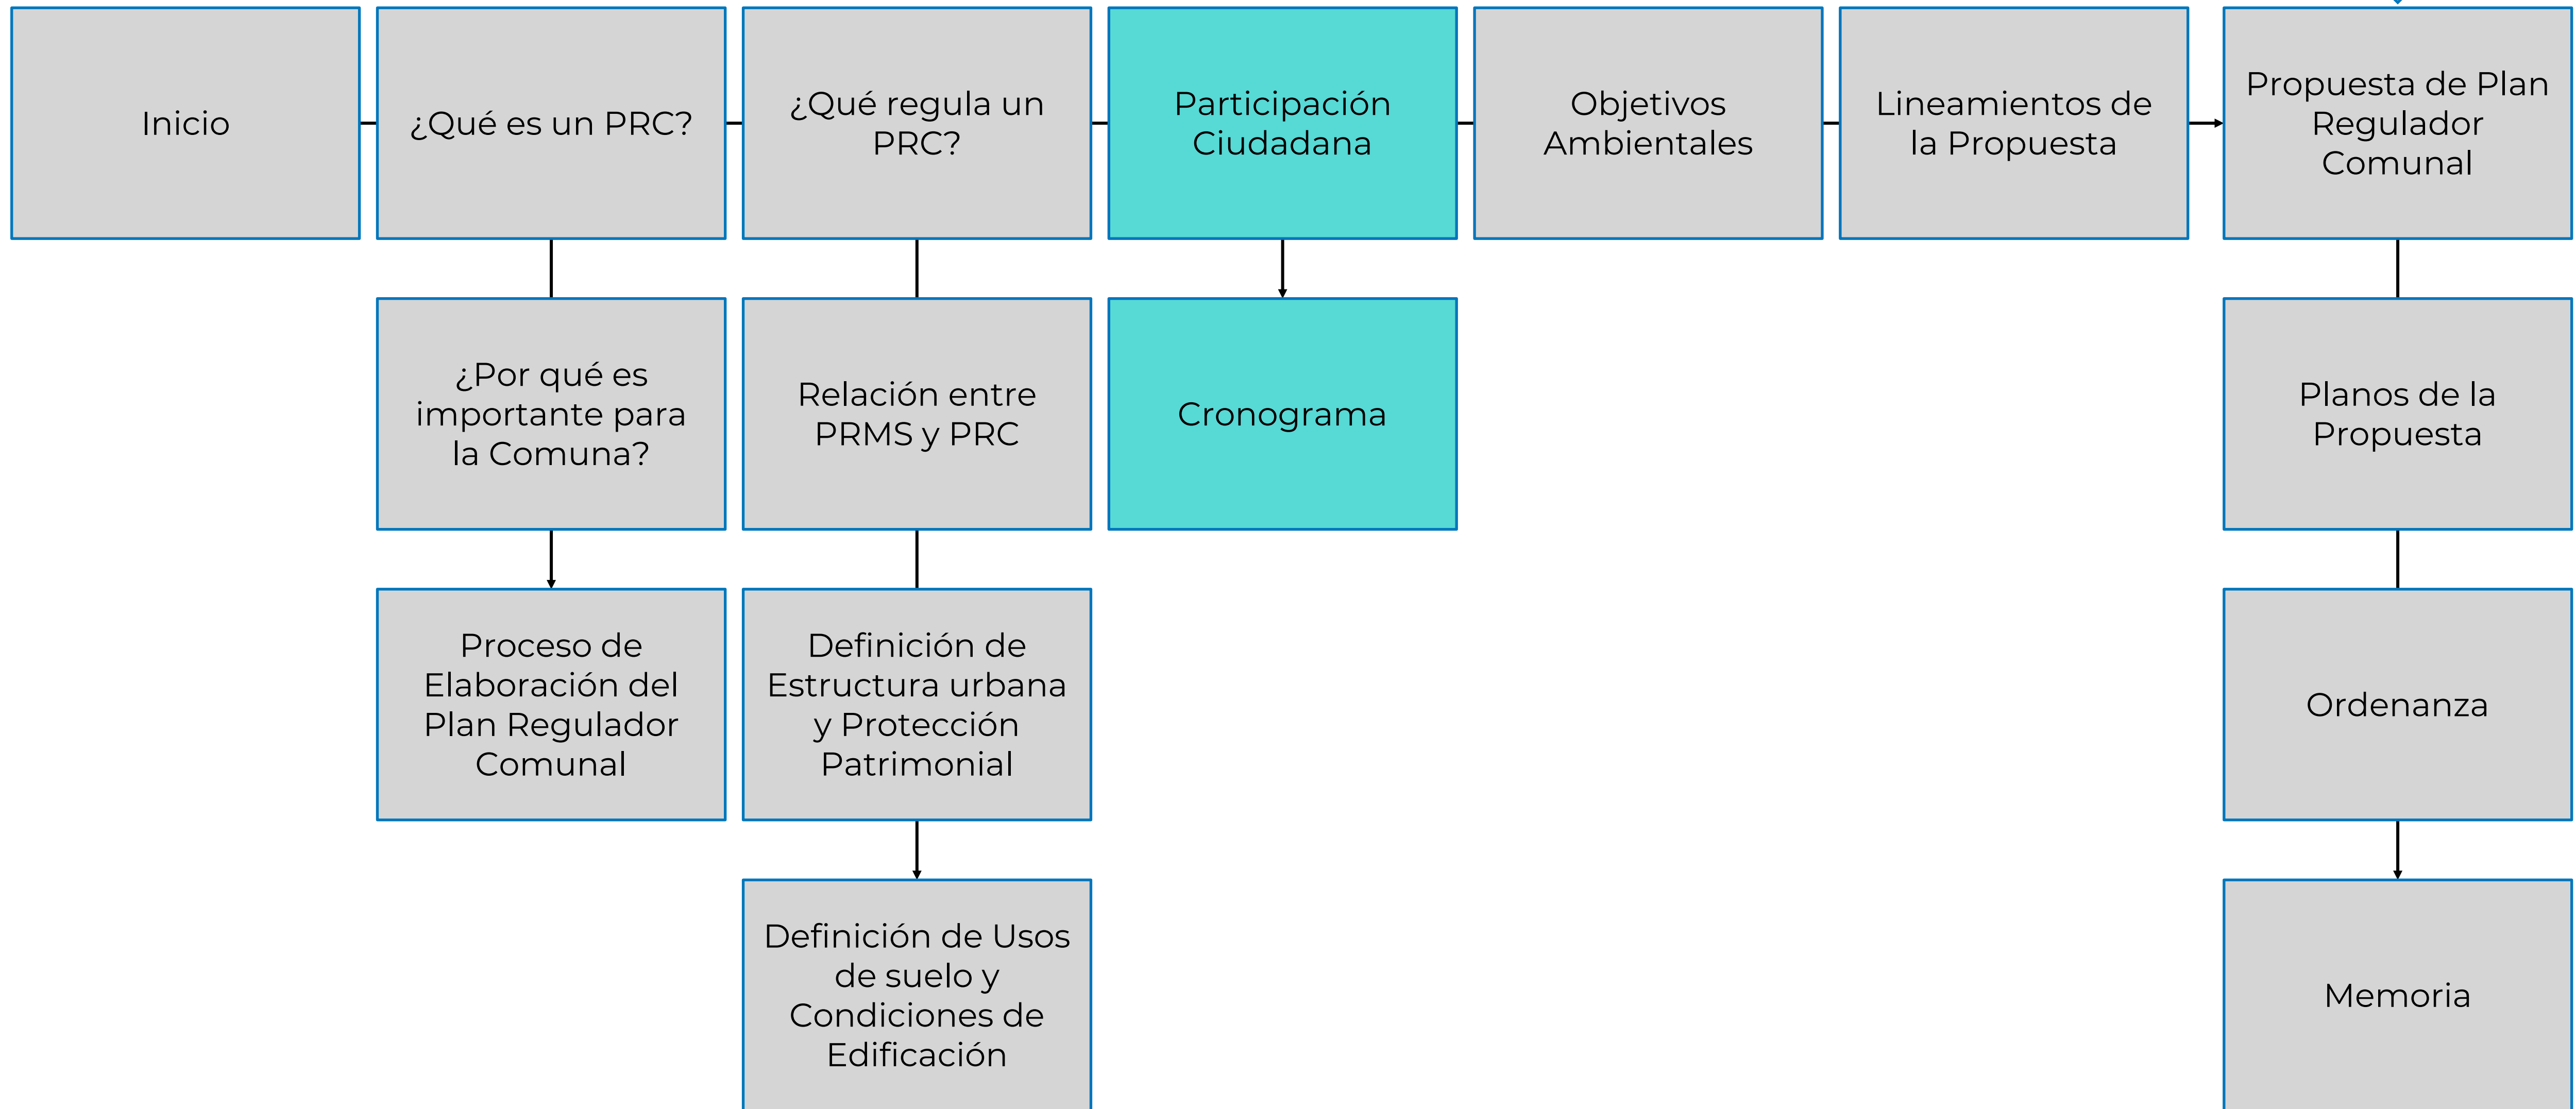 Inicio
¿Qué es un PRC?
¿Qué regula un
PRC?
Participación
Ciudadana
Objetivos
Ambientales
Lineamientos de
la Propuesta
Propuesta de Plan
Regulador
Comunal
¿Por qué es
importante para
la Comuna?
Relación entre
PRMS y PRC
Cronograma
Planos de la
Propuesta
Proceso de
Elaboración del
Plan Regulador
Comunal
Definición de
Estructura urbana
y Protección
Patrimonial
Ordenanza
Definición de Usos
de suelo y
Condiciones de
Edificación
Memoria